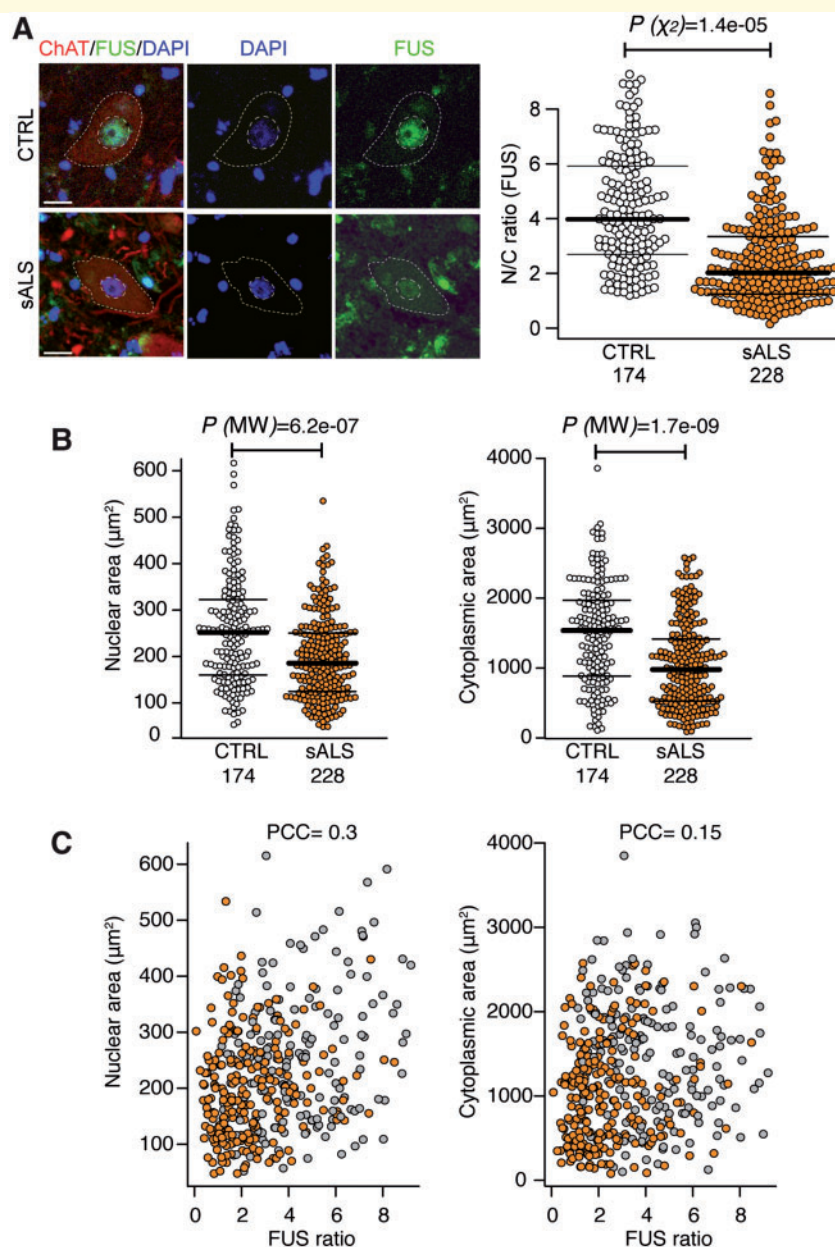 A
ChAT/FUS/DAPI
DAPI
FUS
CTRL
sALS
P (χ2)=1.4e-05
N/C ratio (FUS)
8
6
4
2
0
CTRL sALS
174 228
B
P (MW)=6.2e-07
Nuclear area (µm²)
600
500
400
300
200
100
0
CTRL sALS
174 228
P (MW)=1.7e-09
Cytoplasmic area (µm²)
4000
3000
2000
1000
0
CTRL sALS
174 228
C
PCC= 0.3
Nuclear area (µm²)
600
500
400
300
200
100
0 2 4 6 8
FUS ratio
PCC= 0.15
Cytoplasmic area (µm²)
4000
3000
2000
1000
0
0 2 4 6 8
FUS ratio